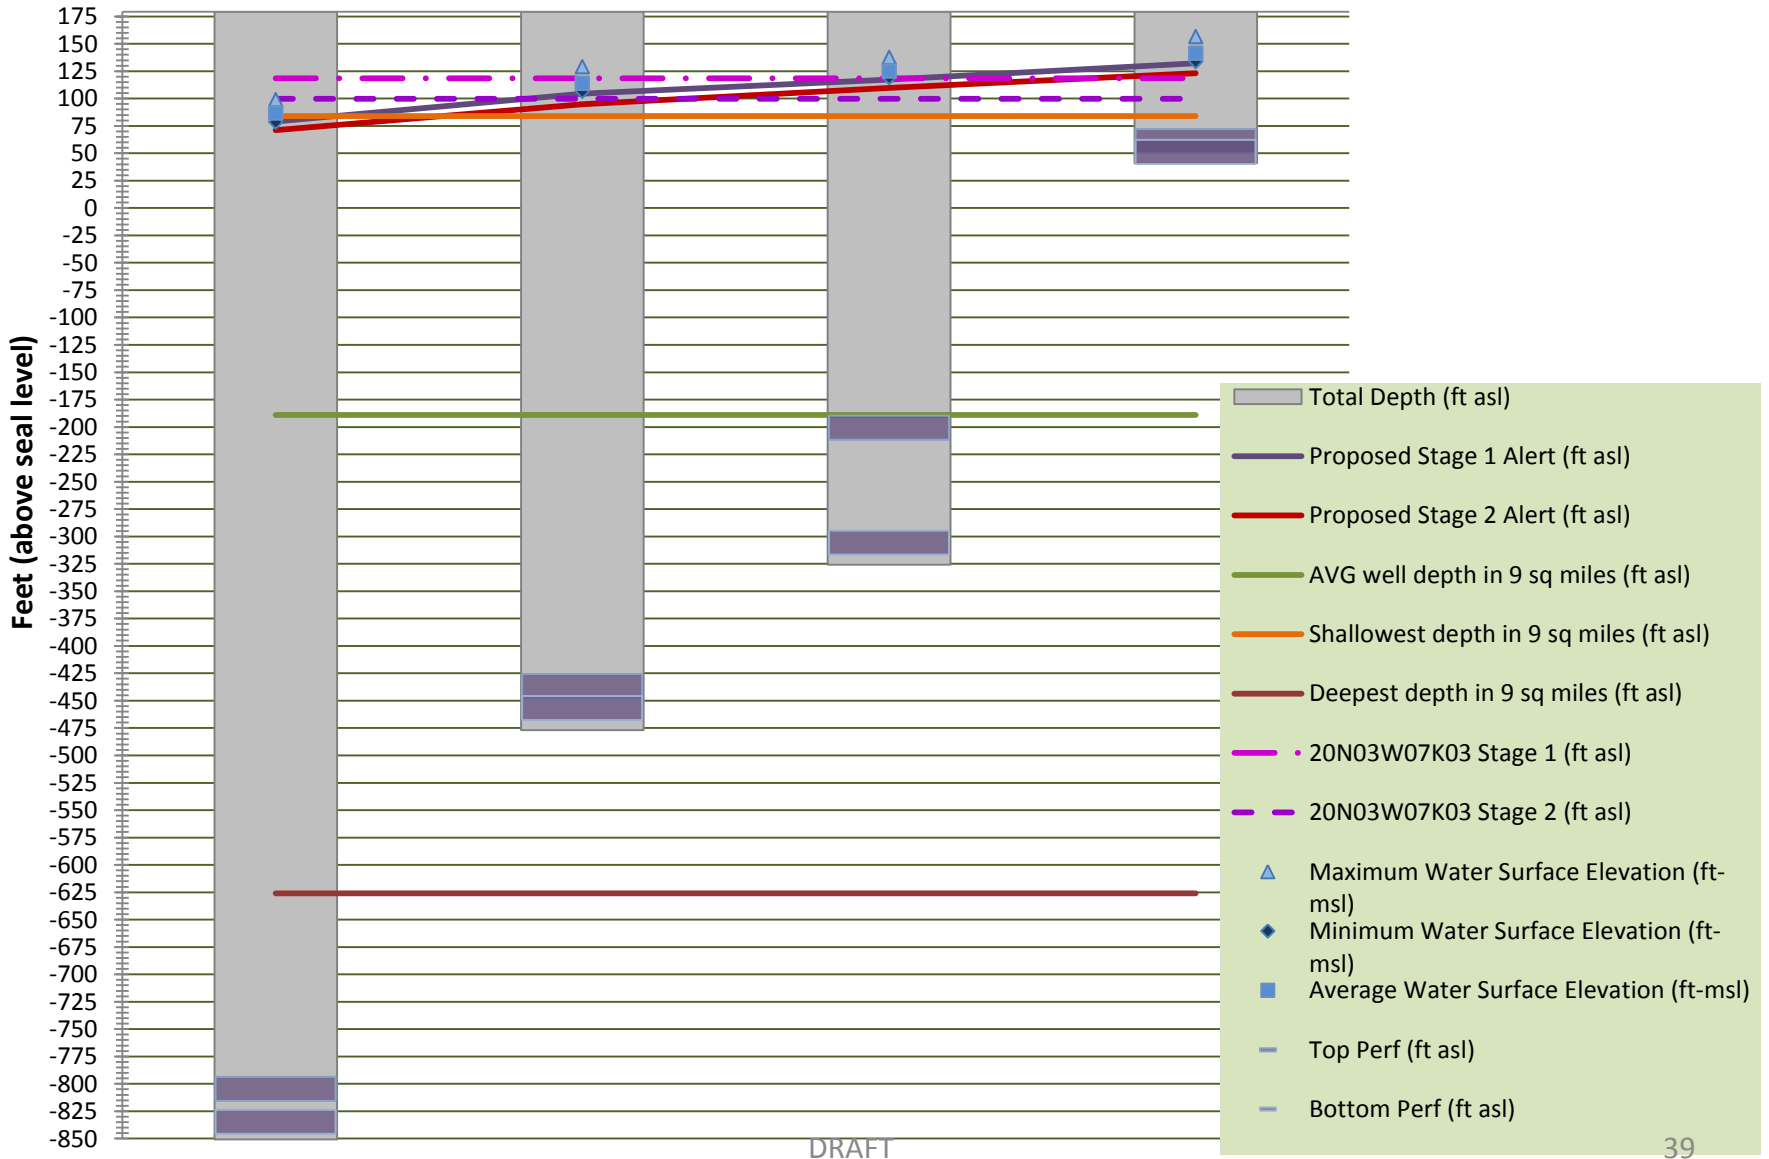 175
150
125
100
75
50
25
0
-25
-50
-75
-100
-125
-150
-175
-200
-225
-250
-275
-300
-325
-350
-375
-400
-425
-450
-475
-500
-525
-550
-575
-600
-625
-650
-675
-700
-725
-750
-775
-800
-825
-850
Feet (above seal level)
Total Depth (ft asl)
Proposed Stage 1 Alert (ft asl)
Proposed Stage 2 Alert (ft asl)
AVG well depth in 9 sq miles (ft asl)
Shallowest depth in 9 sq miles (ft asl)
Deepest depth in 9 sq miles (ft asl)
20N03W07K03 Stage 1 (ft asl)
20N03W07K03 Stage 2 (ft asl)
Maximum Water Surface Elevation (ft-
msl)
Minimum Water Surface Elevation (ft-
msl)
Average Water Surface Elevation (ft-msl)
Top Perf (ft asl)
Bottom Perf (ft asl)
DRAFT
39